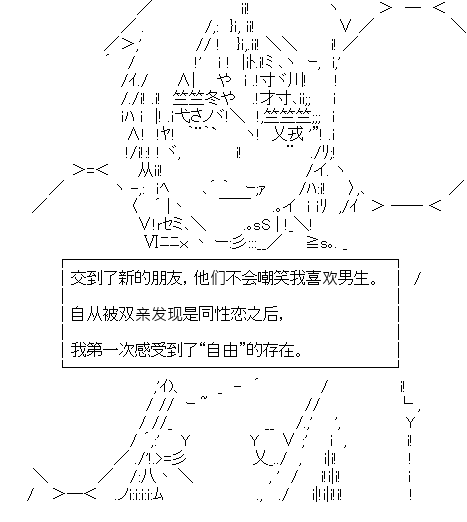 交到了新的朋友，他们不会嘲笑我喜欢男生。
自从被双亲发现是同性恋之后，
我第一次感受到了“自由”的存在。